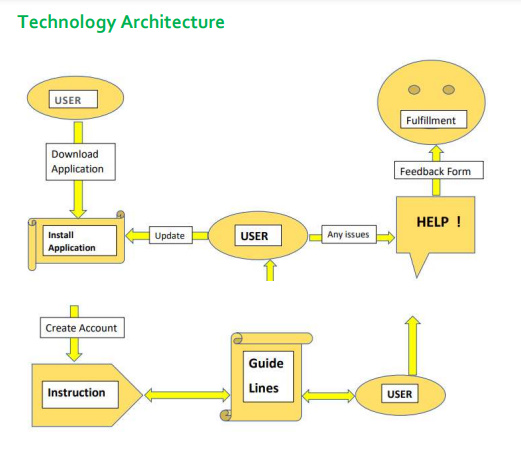 Technology Architecture
USER
Fulfillment
Download
Application
Feedback Form
HELP !
Install
Application
Update
USER
Any issues
Create Account
Guide
Lines
Instruction
USER